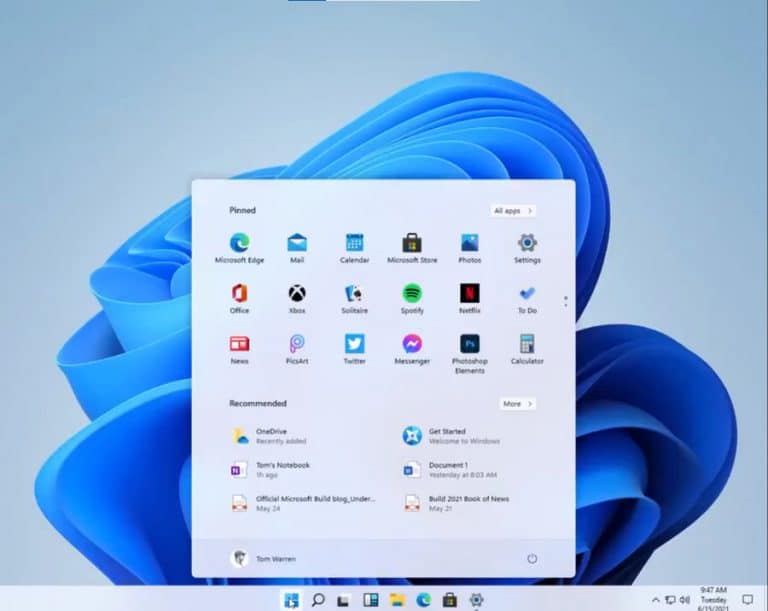 Pinned
All apps
Microsoft Edge
Mail
Calendar
Microsoft Store
Photos
Settings
Office
Xbox
Solitaire
Spotify
Netflix
To Do
News
PicsArt
Twitter
Messenger
Photoshop
Elements
Calculator
Recommended
More
OneDrive
Recently added
Get Started
Welcome to Windows
Tom's Notebook
1h ago
Document 1
Yesterday at 8:03 AM
Official Microsoft Build blog_Under...
May 24
Build 2021 Book of News
May 21
Tom Warren
9:47 AM
Tuesday
6/15/2021